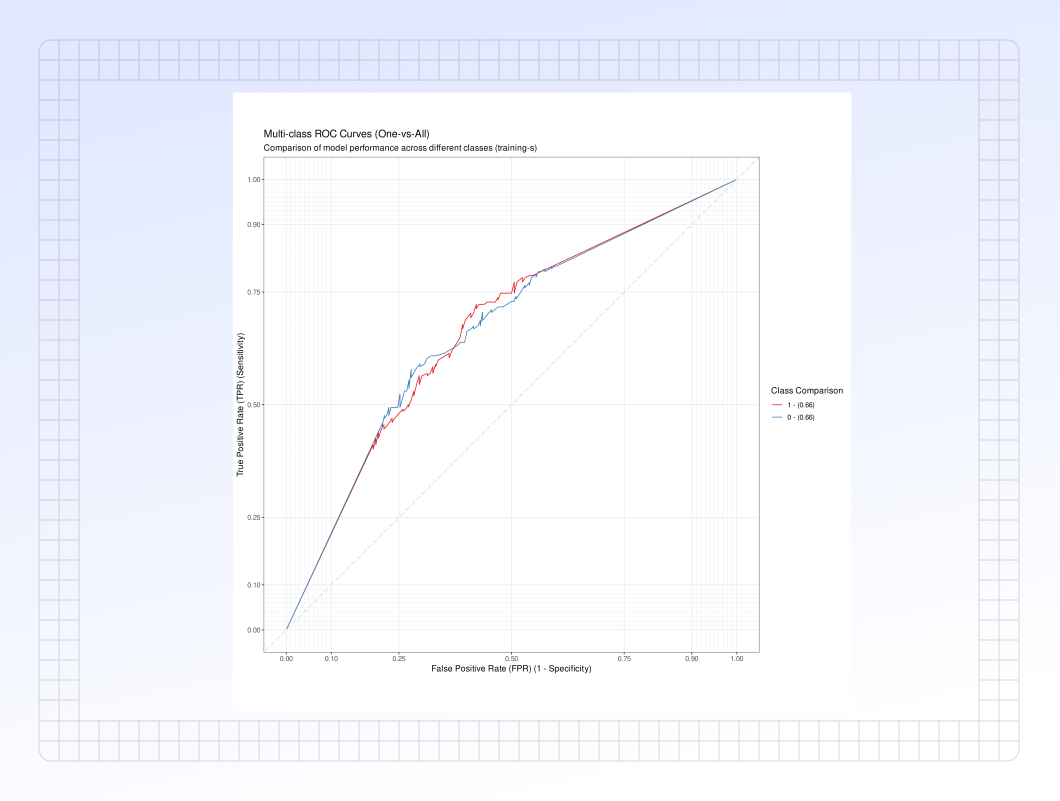 Multi-class ROC Curves (One-vs-All)
Comparison of model performance across different classes (training-s)
1.00
0.90
0.75
0.50
0.25
0.10
0.00
True Positive Rate (TPR) (Sensitivity)
0.00 0.10 0.25 0.50 0.75 0.90 1.00
False Positive Rate (FPR) (1 - Specificity)
Class Comparison
1 - (0.66)
0 - (0.66)